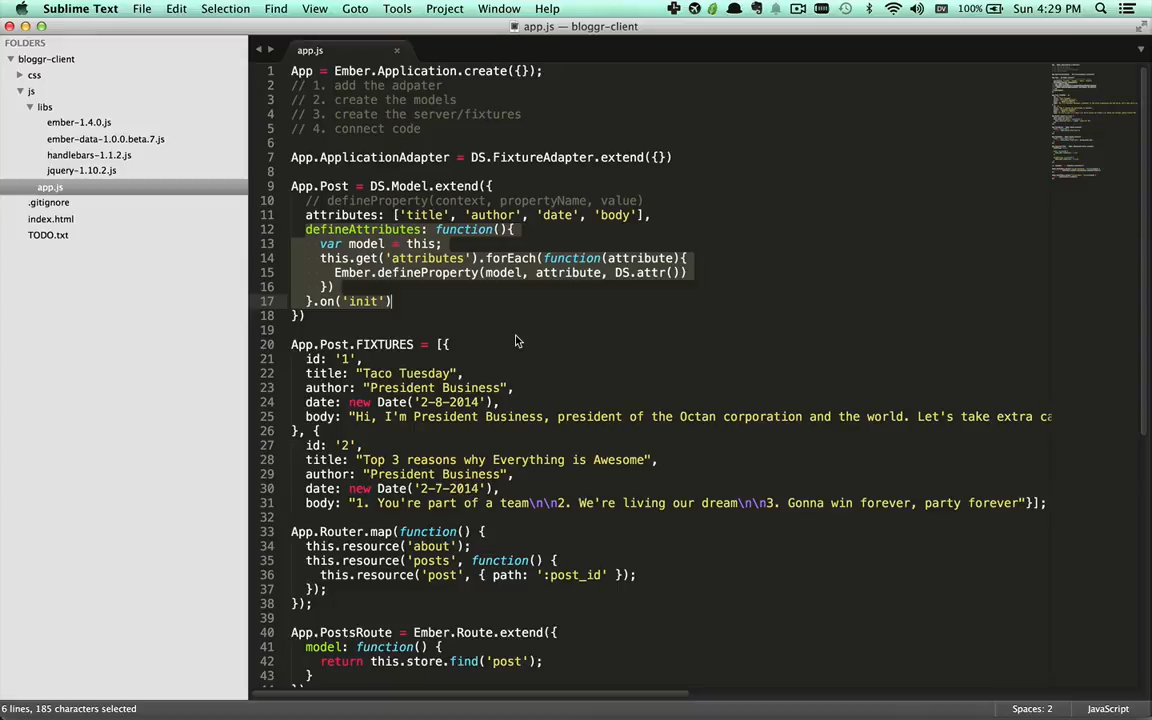 Sublime Text File Edit Selection Find View Goto Tools Project Window Help 100% Sun 4:29 PM
app.js — bloggr-client
FOLDERS
bloggr-client
css
js
libs
ember-1.4.0.js
ember-data-1.0.0.beta.7.js
handlebars-1.1.2.js
jquery-1.10.2.js
app.js
.gitignore
index.html
TODO.txt
app.js
1 App = Ember.Application.create({});
2 // 1. add the adpater
3 // 2. create the models
4 // 3. create the server/fixtures
5 // 4. connect code
6
7 App.ApplicationAdapter = DS.FixtureAdapter.extend({})
8
9 App.Post = DS.Model.extend({
10 // defineProperty(context, propertyName, value)
11 attributes: ['title', 'author', 'date', 'body'],
12 defineAttributes: function(){
13 var model = this;
14 this.get('attributes').forEach(function(attribute){
15 Ember.defineProperty(model, attribute, DS.attr())
16 })
17 }.on('init')
18 })
19
20 App.Post.FIXTURES = [{
21 id: '1',
22 title: "Taco Tuesday",
23 author: "President Business",
24 date: new Date('2-8-2014'),
25 body: "Hi, I'm President Business, president of the Octan corporation and the world. Let's take extra ca
26 }, {
27 id: '2',
28 title: "Top 3 reasons why Everything is Awesome",
29 author: "President Business",
30 date: new Date('2-7-2014'),
31 body: "1. You're part of a team\n\n2. We're living our dream\n\n3. Gonna win forever, party forever"}];
32
33 App.Router.map(function() {
34 this.resource('about');
35 this.resource('posts', function() {
36 this.resource('post', { path: ':post_id' });
37 });
38 });
39
40 App.PostsRoute = Ember.Route.extend({
41 model: function() {
42 return this.store.find('post');
43 }
6 lines, 185 characters selected Spaces: 2 JavaScript